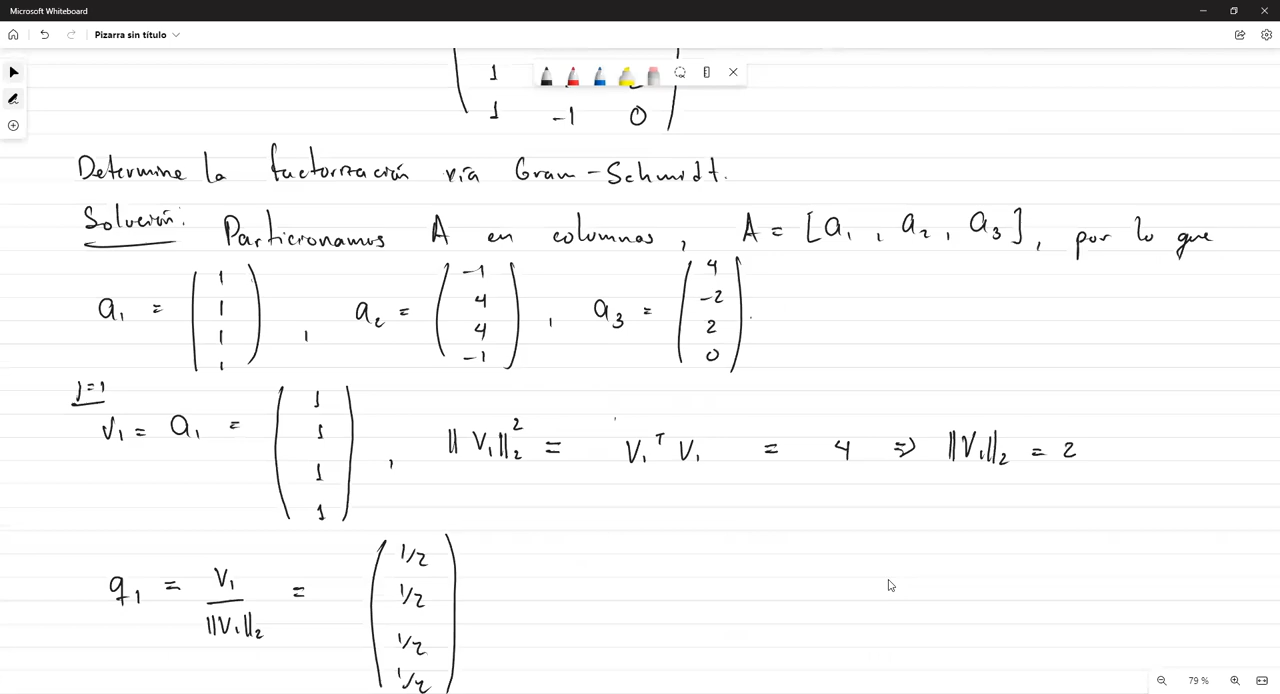 Microsoft Whiteboard
Pizarra sin título
1
1 -1 0
Determine la factorización vía Gram-Schmidt.
Solución: Particionamos A en columnas, A = [a₁, a₂, a₃], por lo que
a₁ = (1 1 1 1), a₂ = (-1 4 4 -1), a₃ = (4 -2 2 0).
j=1
v₁ = a₁ = (1 1 1 1), ||V₁||₂² = V₁ᵀ V₁ = 4 ⇒ ||V₁||₂ = 2
q₁ = V₁ / ||V₁||₂ = (1/2 1/2 1/2 1/2)
79 %